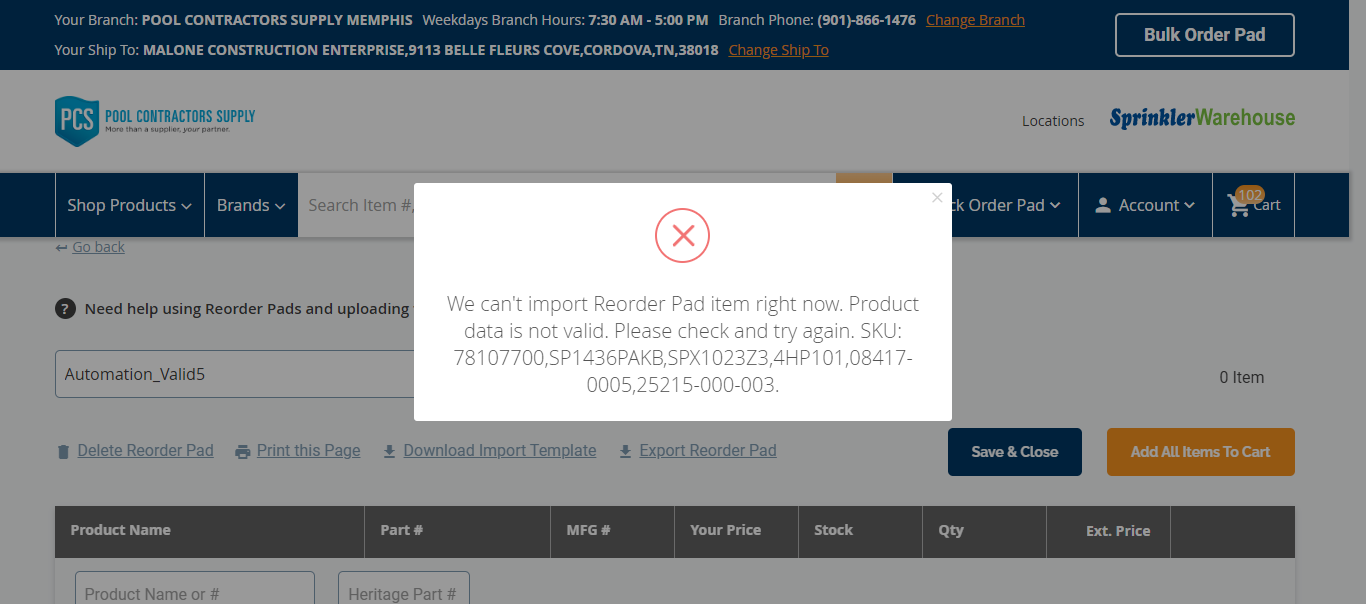 Your Branch: POOL CONTRACTORS SUPPLY MEMPHIS Weekdays Branch Hours: 7:30 AM - 5:00 PM Branch Phone: (901)-866-1476 Change Branch
Your Ship To: MALONE CONSTRUCTION ENTERPRISE,9113 BELLE FLEURS COVE,CORDOVA,TN,38018 Change Ship To
Bulk Order Pad
PCS POOL CONTRACTORS SUPPLY
More than a supplier, your partner.
Locations
SprinklerWarehouse
Shop Products Brands Search Item #, ck Order Pad Account 102 Cart
Go back
Need help using Reorder Pads and uploading
We can't import Reorder Pad item right now. Product
data is not valid. Please check and try again. SKU:
78107700,SP1436PAKB,SPX1023Z3,4HP101,08417-
0005,25215-000-003.
Automation_Valid5
0 Item
Delete Reorder Pad Print this Page Download Import Template Export Reorder Pad Save & Close Add All Items To Cart
Product Name Part # MFG # Your Price Stock Qty Ext. Price
Product Name or # Heritage Part #